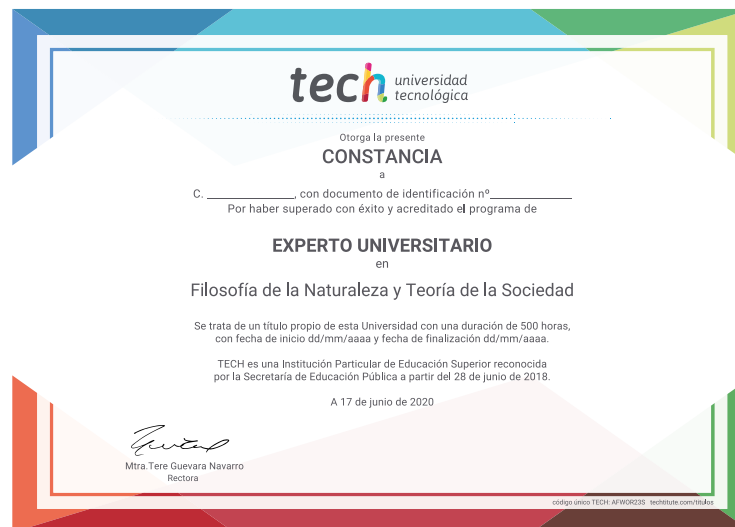 tech universidad
tecnológica
Otorga la presente
CONSTANCIA
a
C. ______________, con documento de identificación nº______________
Por haber superado con éxito y acreditado el programa de
EXPERTO UNIVERSITARIO
en
Filosofía de la Naturaleza y Teoría de la Sociedad
Se trata de un título propio de esta Universidad con una duración de 500 horas,
con fecha de inicio dd/mm/aaaa y fecha de finalización dd/mm/aaaa.
TECH es una Institución Particular de Educación Superior reconocida
por la Secretaría de Educación Pública a partir del 28 de junio de 2018.
A 17 de junio de 2020
Mtra.Tere Guevara Navarro
Rectora
código único TECH: AFWOR23S techtitute.com/titulos